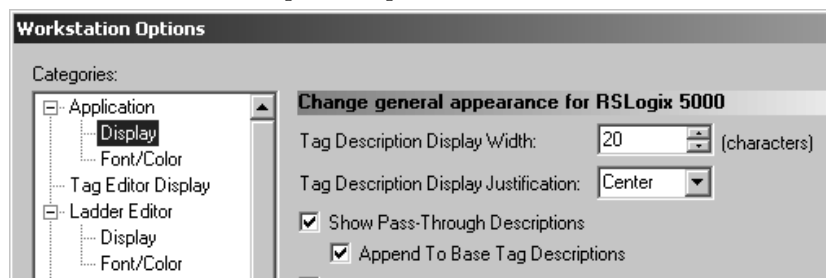 Workstation Options
Categories:
Application
Display
Font/Color
Tag Editor Display
Ladder Editor
Display
Font/Color
Change general appearance for RSLogix 5000
Tag Description Display Width: 20 (characters)
Tag Description Display Justification: Center
Show Pass-Through Descriptions
Append To Base Tag Descriptions